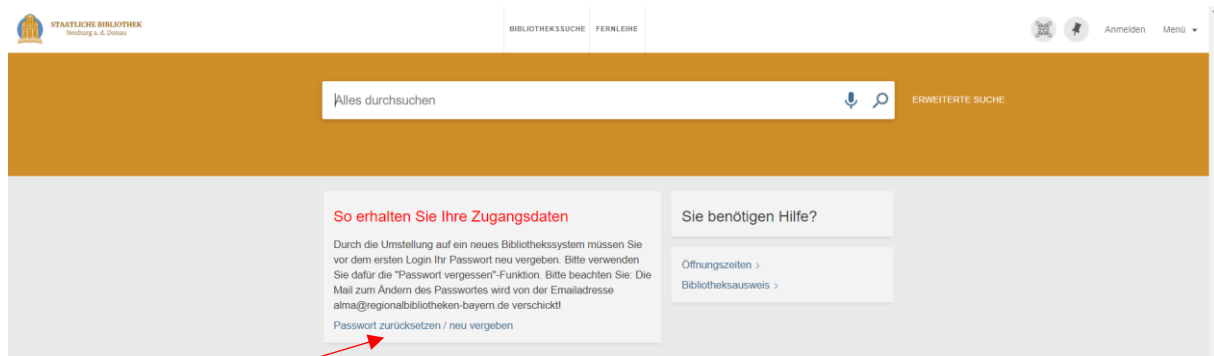 STAATLICHE BIBLIOTHEK
Neuburg a. d. Donau
BIBLIOTHEKSSUCHE FERNLEIHE
Anmelden Menü
Alles durchsuchen
ERWEITERTE SUCHE
So erhalten Sie Ihre Zugangsdaten
Durch die Umstellung auf ein neues Bibliothekssystem müssen Sie
vor dem ersten Login Ihr Passwort neu vergeben. Bitte verwenden
Sie dafür die "Passwort vergessen"-Funktion. Bitte beachten Sie: Die
Mail zum Ändern des Passwortes wird von der Emailadresse
alma@regionalbibliotheken-bayern.de verschickt!
Passwort zurücksetzen / neu vergeben
Sie benötigen Hilfe?
Öffnungszeiten >
Bibliotheksausweis >